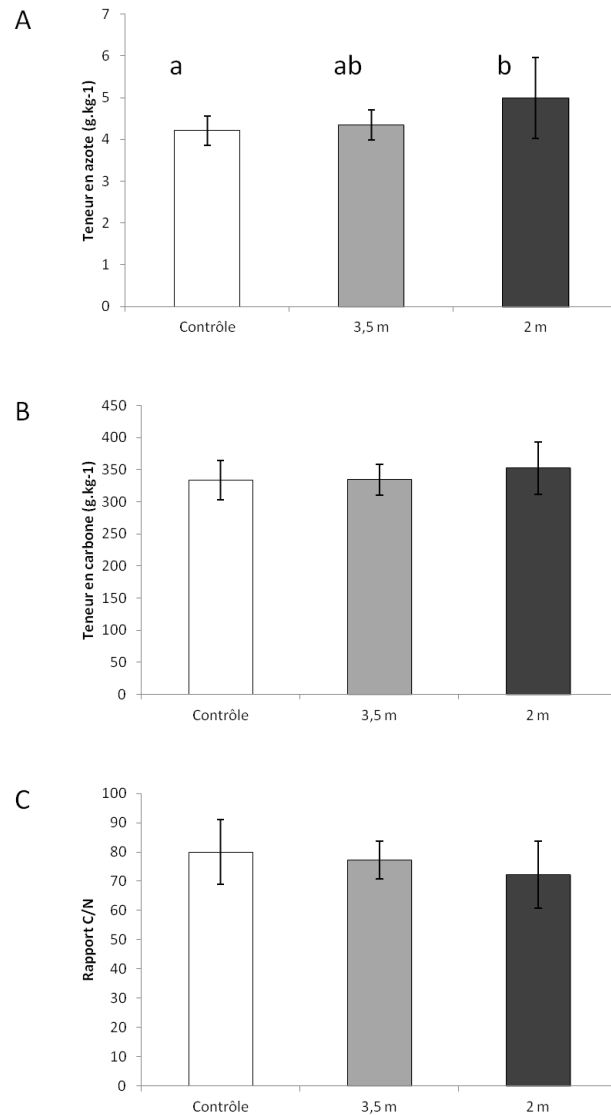 A
Teneur en azote (g.kg-1)
7
6
5
4
3
2
1
0
a
ab
b
Contrôle
3,5 m
2 m
B
Teneur en carbone (g.kg-1)
450
400
350
300
250
200
150
100
50
0
Contrôle
3,5 m
2 m
C
Rapport C/N
100
90
80
70
60
50
40
30
20
10
0
Contrôle
3,5 m
2 m